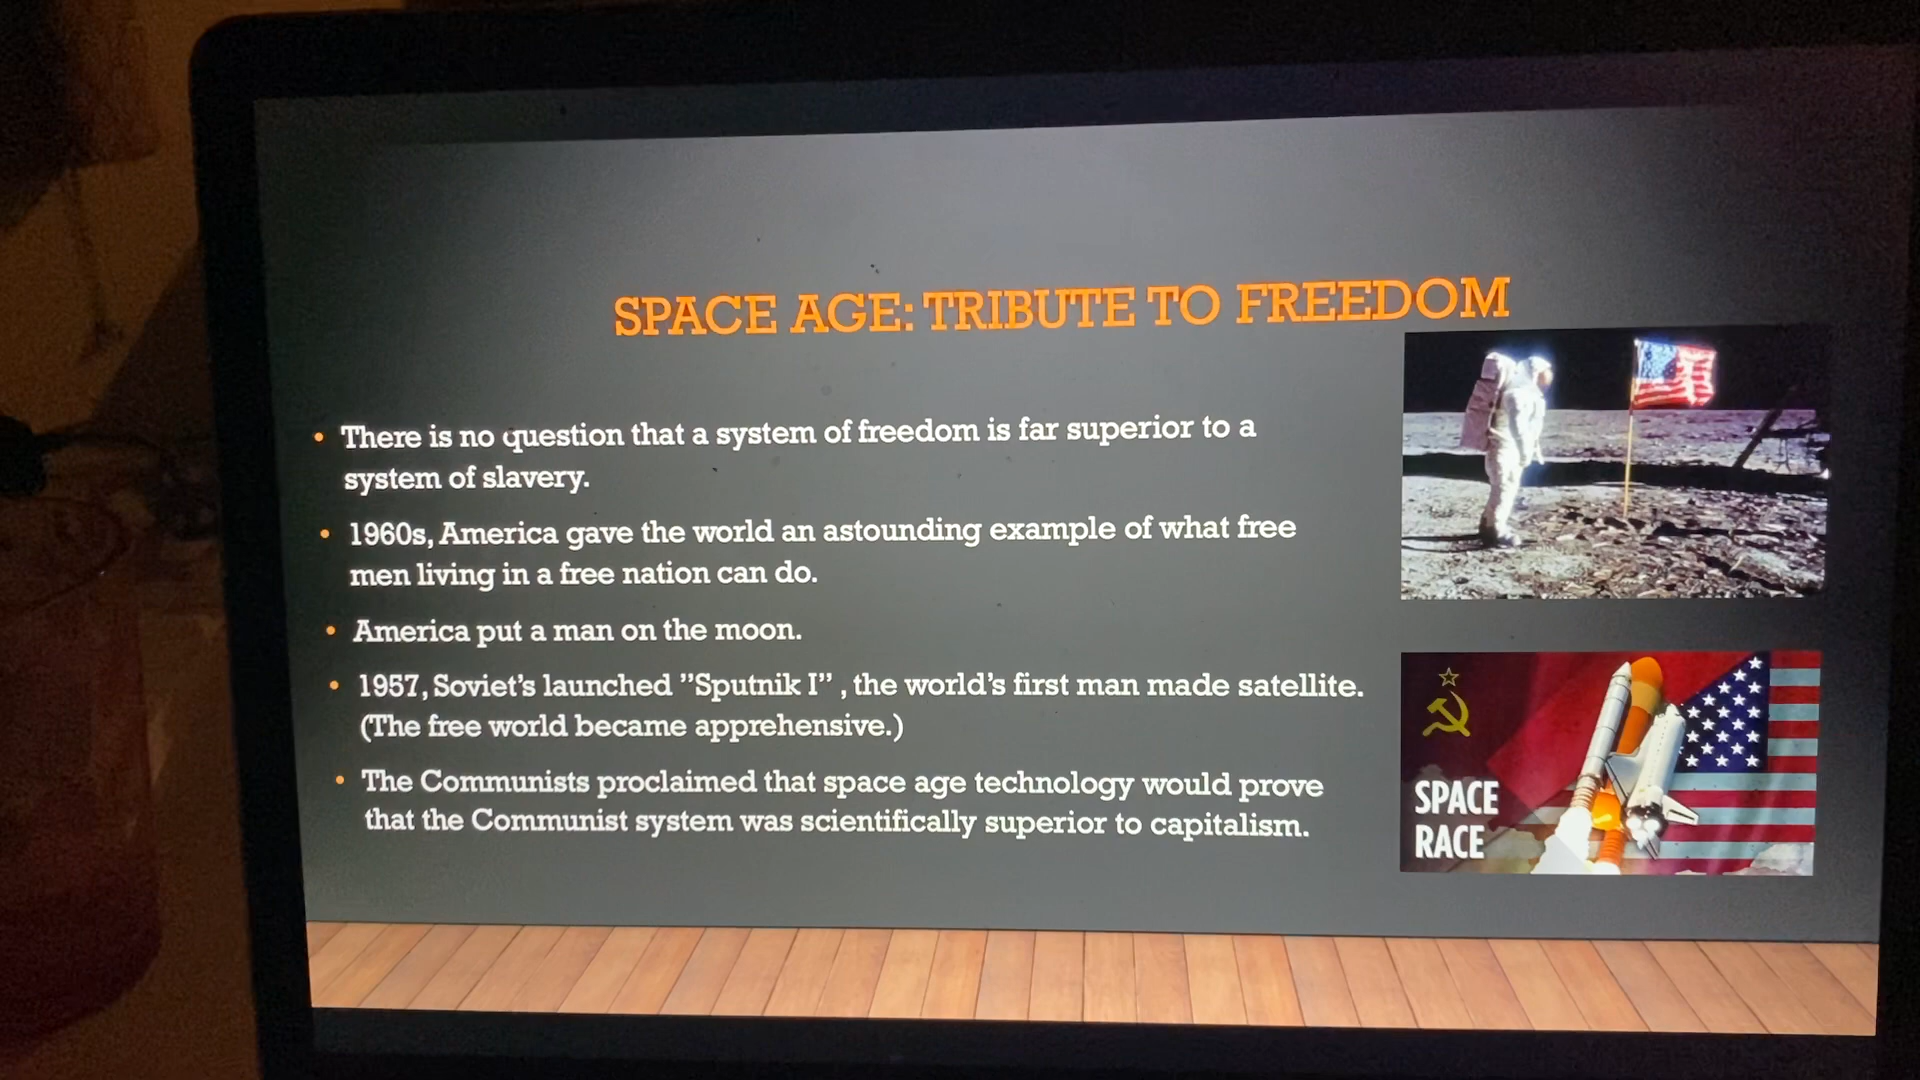 SPACE AGE: TRIBUTE TO FREEDOM
• There is no question that a system of freedom is far superior to a
system of slavery.
• 1960s, America gave the world an astounding example of what free
men living in a free nation can do.
• America put a man on the moon.
• 1957, Soviet's launched ”Sputnik I” , the world's first man made satellite.
(The free world became apprehensive.)
• The Communists proclaimed that space age technology would prove
that the Communist system was scientifically superior to capitalism.
SPACE
RACE